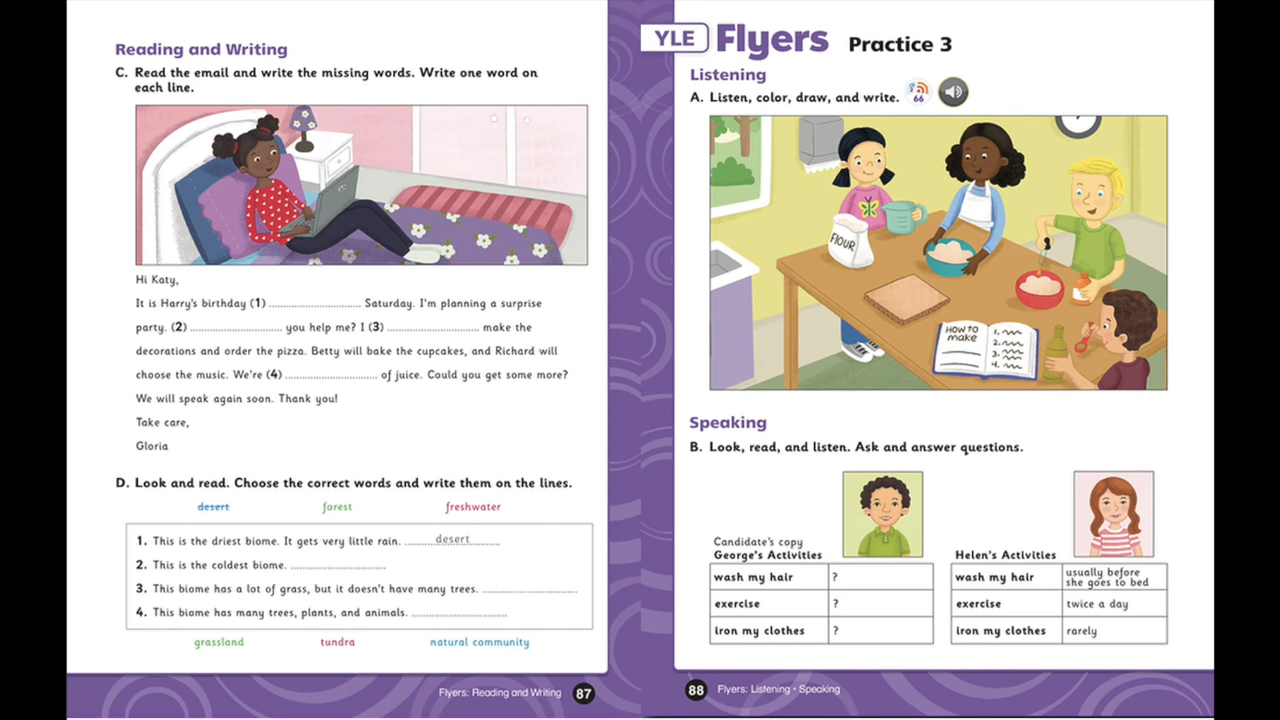 Reading and Writing
C. Read the email and write the missing words. Write one word on
each line.
Hi Katy,
It is Harry's birthday (1) .............................. Saturday. I'm planning a surprise
party. (2) .............................. you help me? I (3) .............................. make the
decorations and order the pizza. Betty will bake the cupcakes, and Richard will
choose the music. We're (4) .............................. of juice. Could you get some more?
We will speak again soon. Thank you!
Take care,
Gloria
D. Look and read. Choose the correct words and write them on the lines.
desert forest freshwater
1. This is the driest biome. It gets very little rain. ..............desert..............
2. This is the coldest biome. ..............................
3. This biome has a lot of grass, but it doesn't have many trees. ..............................
4. This biome has many trees, plants, and animals. ..............................
grassland tundra natural community
Flyers: Reading and Writing 87
YLE Flyers Practice 3
Listening
A. Listen, color, draw, and write. 66
FLOUR
HOW TO
make
1.
2.
3.
4.
Speaking
B. Look, read, and listen. Ask and answer questions.
Candidate's copy
George's Activities
wash my hair ?
exercise ?
iron my clothes ?
Helen's Activities
wash my hair usually before
she goes to bed
exercise twice a day
iron my clothes rarely
88 Flyers: Listening • Speaking